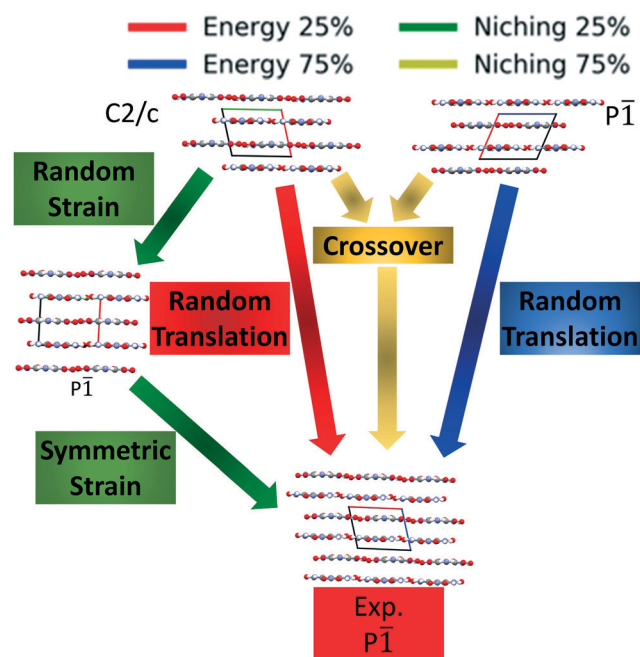 Energy 25%
Niching 25%
Energy 75%
Niching 75%
C2/c
P1̅
Random
Strain
Crossover
Random
Translation
Random
Translation
P1̅
Symmetric
Strain
Exp.
P1̅